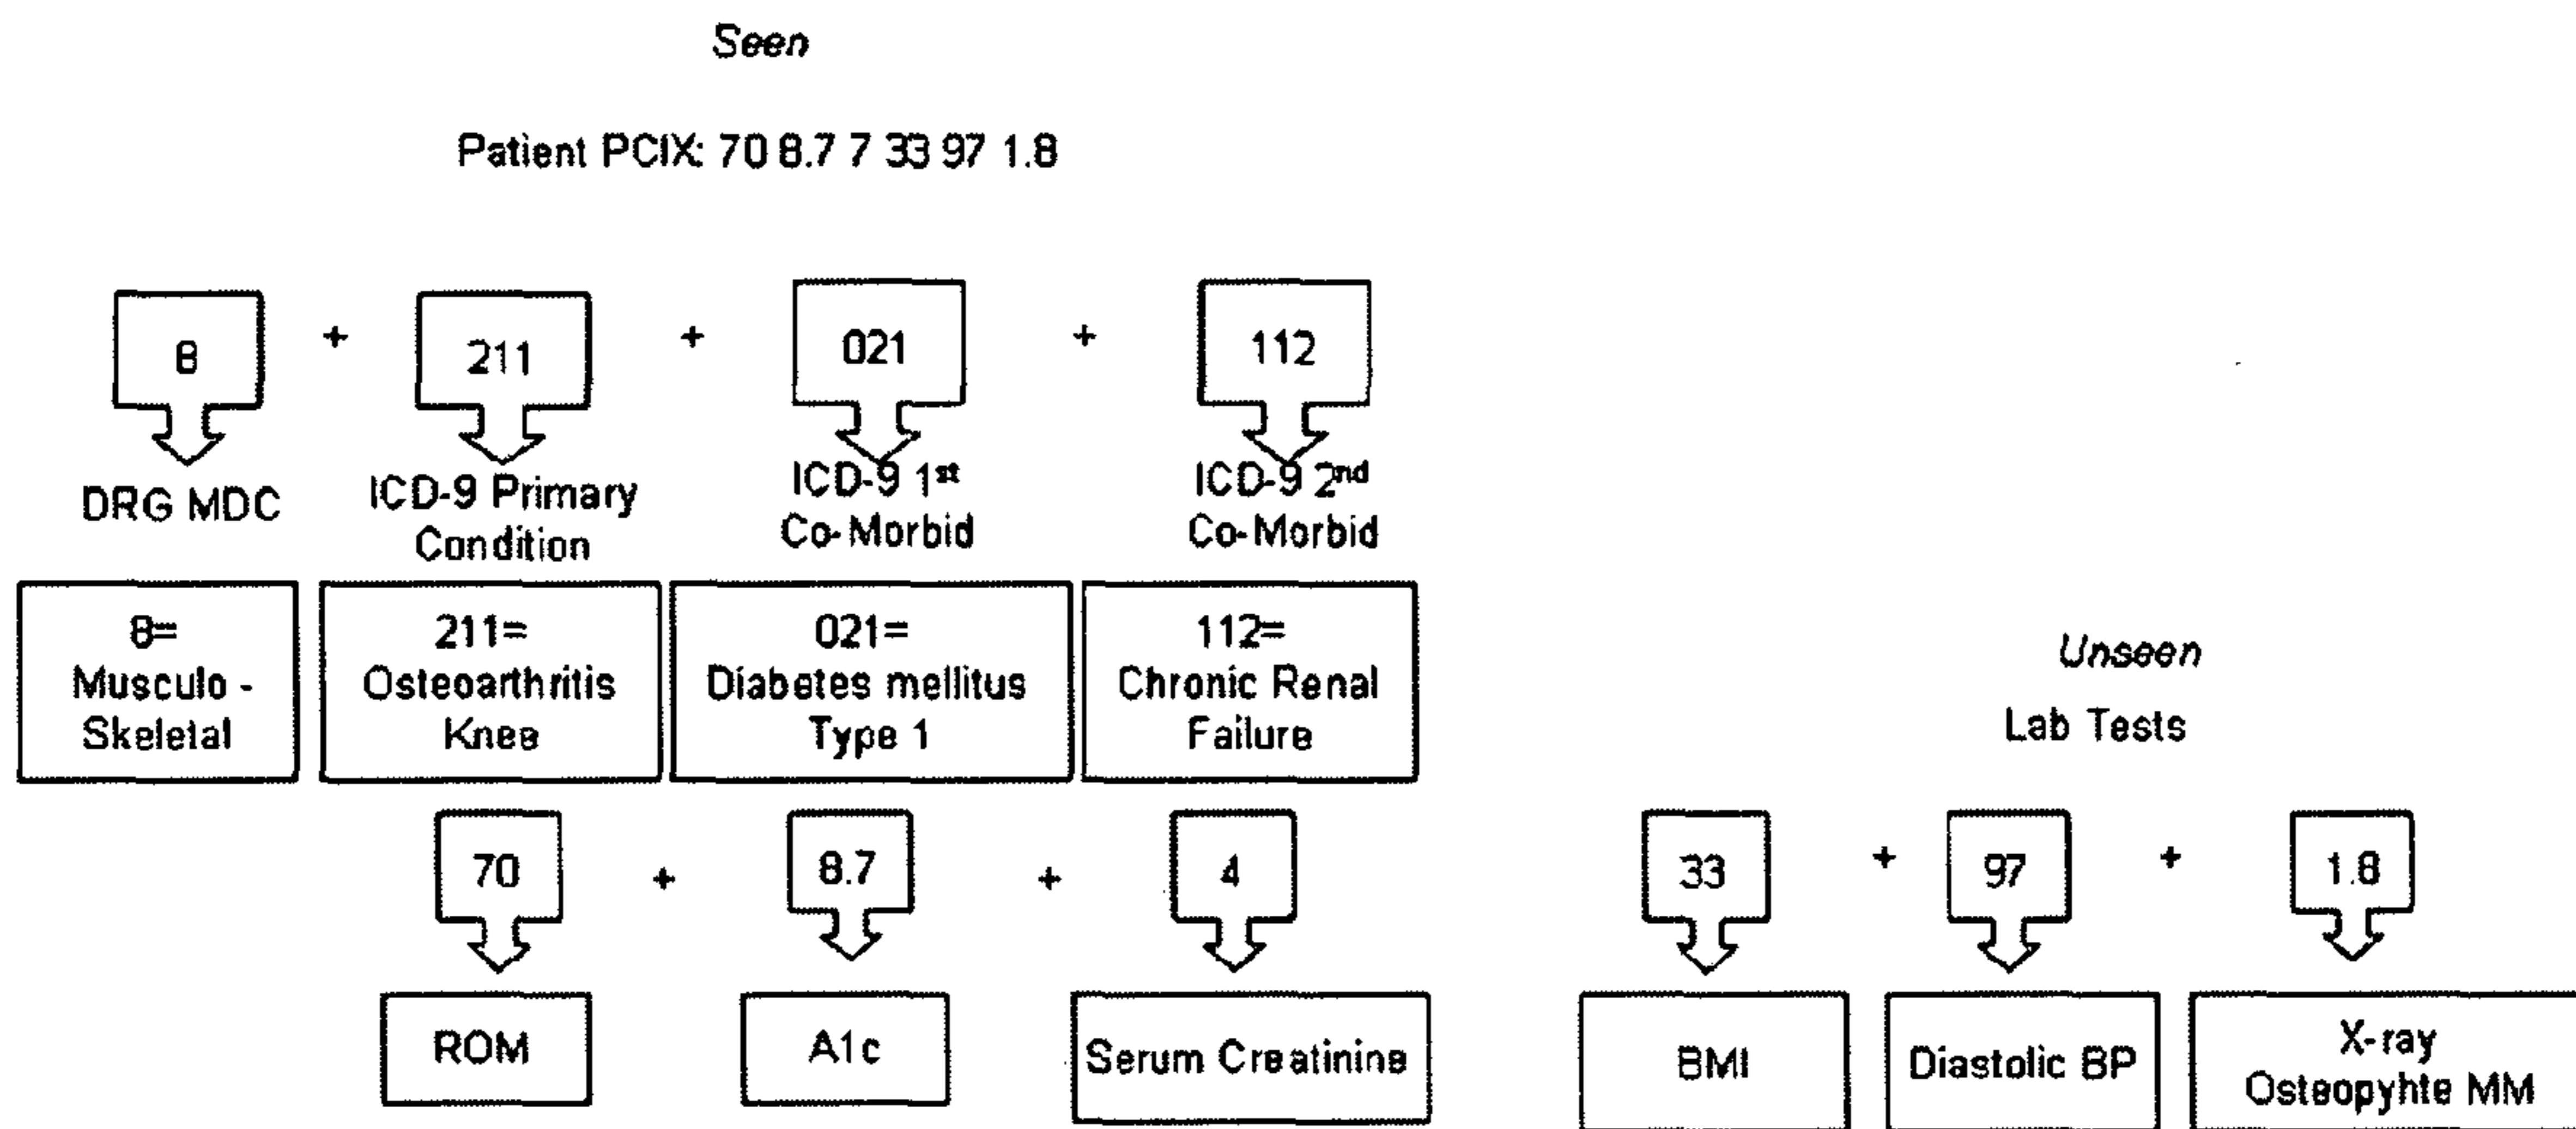 Seen
Patient PCIX: 70 8.7 7 33 97 1.8
8 + 211 + 021 + 112
DRG MDC
ICD-9 Primary
Condition
ICD-9 1st
Co-Morbid
ICD-9 2nd
Co-Morbid
8=
Musculo -
Skeletal
211=
Osteoarthritis
Knee
021=
Diabetes mellitus
Type 1
112=
Chronic Renal
Failure
70 + 8.7 + 4
ROM
A1c
Serum Creatinine
Unseen
Lab Tests
33 + 97 + 1.8
BMI
Diastolic BP
X-ray
Osteopyhte MM